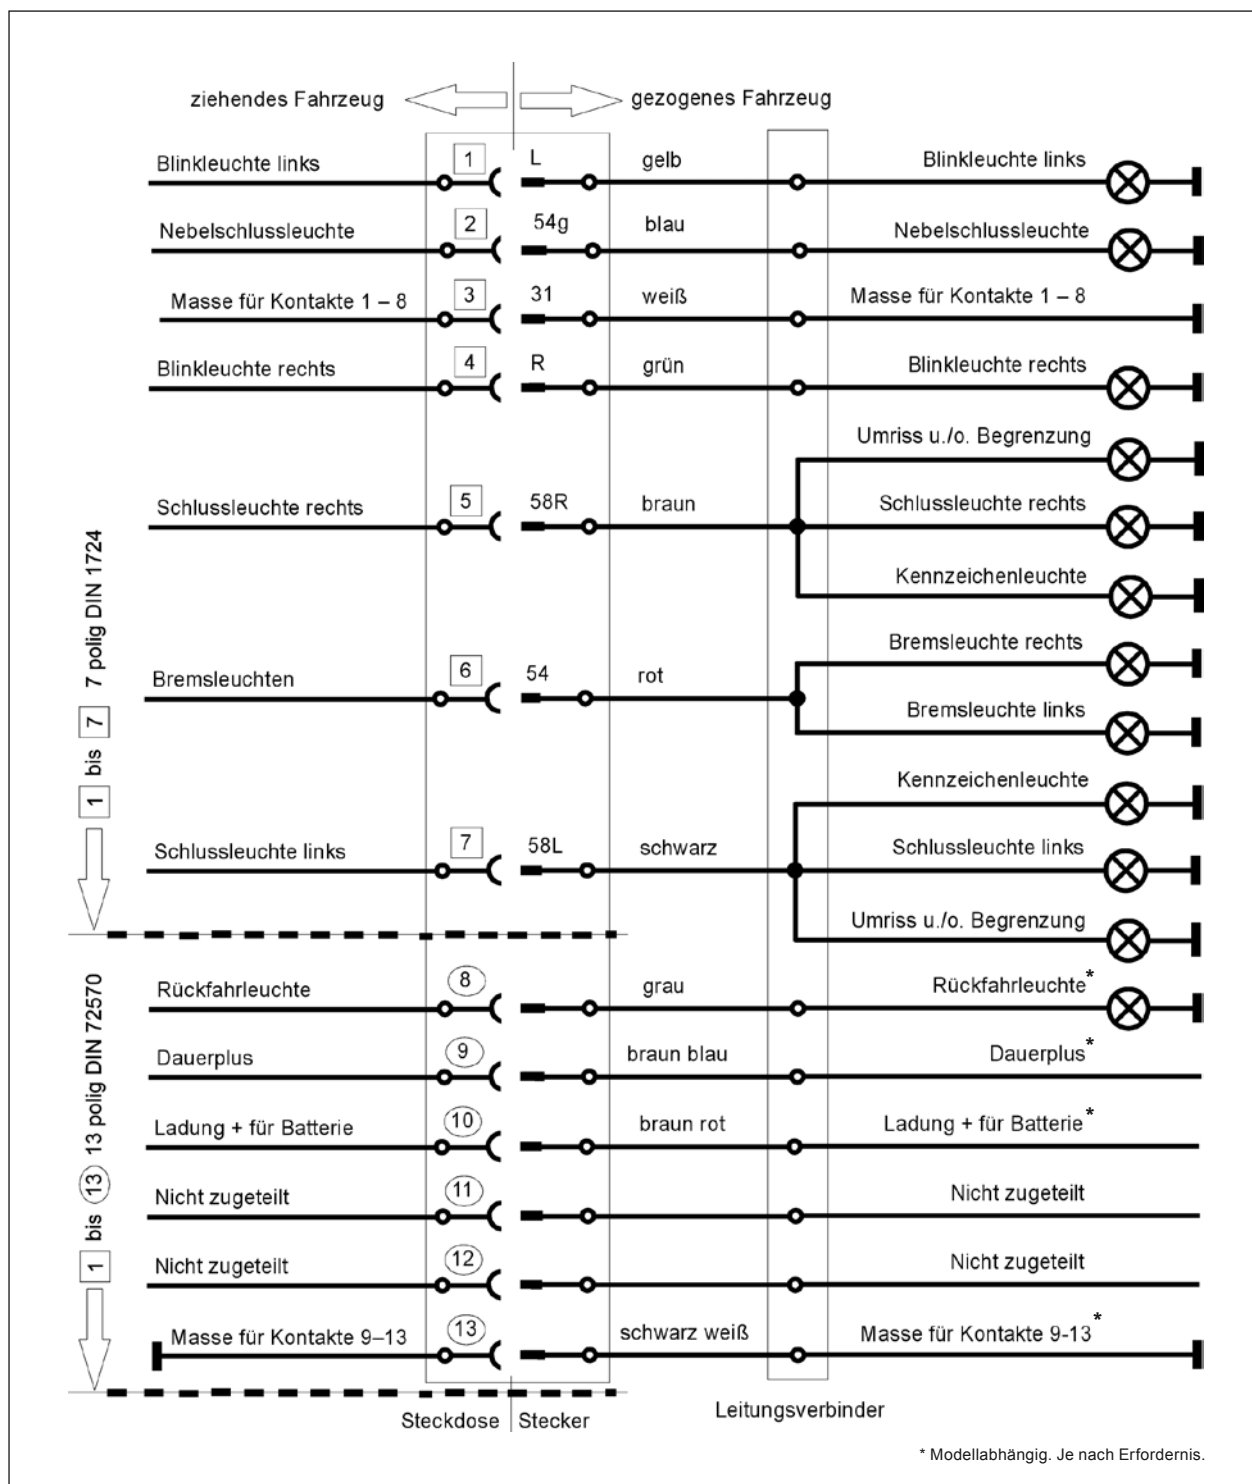 ziehendes Fahrzeug gezogenes Fahrzeug
Blinkleuchte links 1 L gelb Blinkleuchte links
Nebelschlussleuchte 2 54g blau Nebelschlussleuchte
Masse für Kontakte 1 – 8 3 31 weiß Masse für Kontakte 1 – 8
Blinkleuchte rechts 4 R grün Blinkleuchte rechts
Umriss u./o. Begrenzung
Schlussleuchte rechts 5 58R braun Schlussleuchte rechts
Kennzeichenleuchte
Bremsleuchte rechts
Bremsleuchten 6 54 rot
Bremsleuchte links
Kennzeichenleuchte
Schlussleuchte links 7 58L schwarz Schlussleuchte links
Umriss u./o. Begrenzung
1 bis 7 7 polig DIN 1724
Rückfahrleuchte 8 grau Rückfahrleuchte*
Dauerplus 9 braun blau Dauerplus*
Ladung + für Batterie 10 braun rot Ladung + für Batterie*
Nicht zugeteilt 11 Nicht zugeteilt
Nicht zugeteilt 12 Nicht zugeteilt
Masse für Kontakte 9–13 13 schwarz weiß Masse für Kontakte 9-13*
1 bis 13 13 polig DIN 72570
Steckdose Stecker Leitungsverbinder
* Modellabhängig. Je nach Erfordernis.